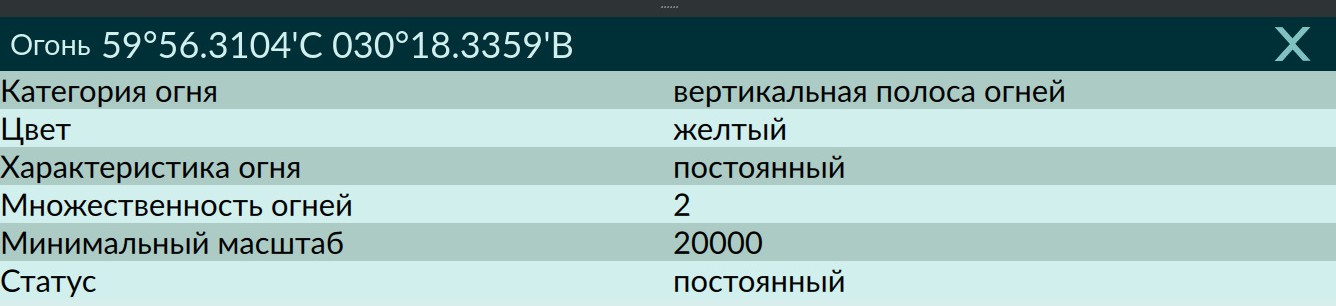 Огонь 59°56.3104'С 030°18.3359'В X
Категория огня вертикальная полоса огней
Цвет желтый
Характеристика огня постоянный
Множественность огней 2
Минимальный масштаб 20000
Статус постоянный